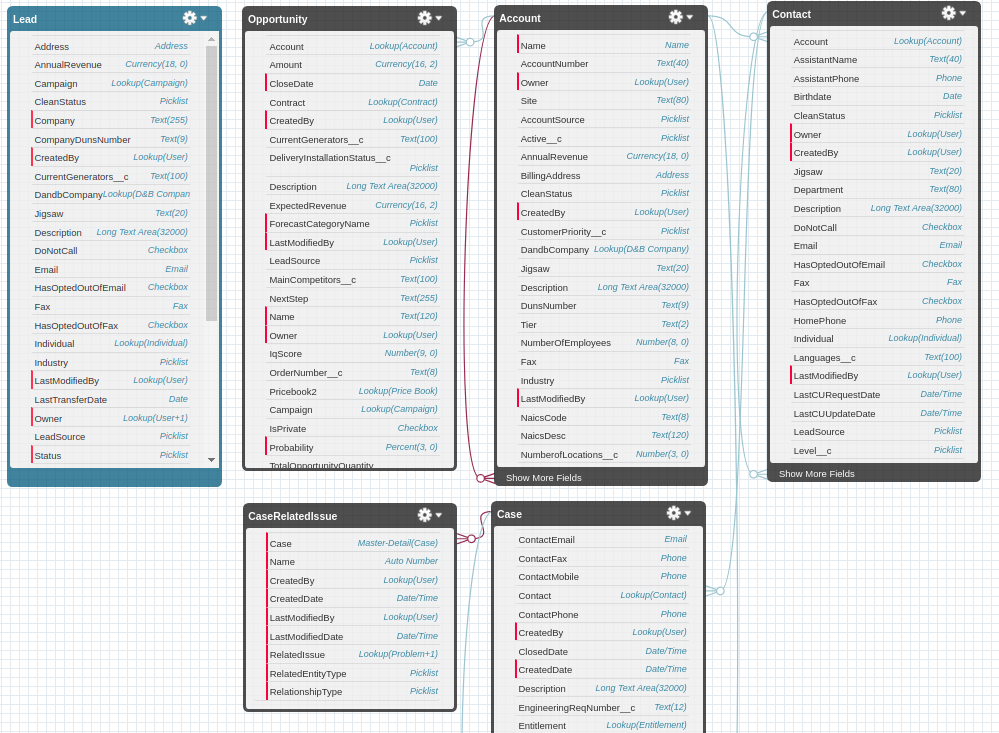 Lead
Address Address
AnnualRevenue Currency(18, 0)
Campaign Lookup(Campaign)
CleanStatus Picklist
Company Text(255)
CompanyDunsNumber Text(9)
CreatedBy Lookup(User)
CurrentGenerators__c Text(100)
DandbCompany Lookup(D&B Compan
Jigsaw Text(20)
Description Long Text Area(32000)
DoNotCall Checkbox
Email Email
HasOptedOutOfEmail Checkbox
Fax Fax
HasOptedOutOfFax Checkbox
Individual Lookup(Individual)
Industry Picklist
LastModifiedBy Lookup(User)
LastTransferDate Date
Owner Lookup(User+1)
LeadSource Picklist
Status Picklist
Opportunity
Account Lookup(Account)
Amount Currency(16, 2)
CloseDate Date
Contract Lookup(Contract)
CreatedBy Lookup(User)
CurrentGenerators__c Text(100)
DeliveryInstallationStatus__c
Picklist
Description Long Text Area(32000)
ExpectedRevenue Currency(16, 2)
ForecastCategoryName Picklist
LastModifiedBy Lookup(User)
LeadSource Picklist
MainCompetitors__c Text(100)
NextStep Text(255)
Name Text(120)
Owner Lookup(User)
IqScore Number(9, 0)
OrderNumber__c Text(8)
Pricebook2 Lookup(Price Book)
Campaign Lookup(Campaign)
IsPrivate Checkbox
Probability Percent(3, 0)
TotalOpportunityQuantity
Account
Name Name
AccountNumber Text(40)
Owner Lookup(User)
Site Text(80)
AccountSource Picklist
Active__c Picklist
AnnualRevenue Currency(18, 0)
BillingAddress Address
CleanStatus Picklist
CreatedBy Lookup(User)
CustomerPriority__c Picklist
DandbCompany Lookup(D&B Company)
Jigsaw Text(20)
Description Long Text Area(32000)
DunsNumber Text(9)
Tier Text(2)
NumberOfEmployees Number(8, 0)
Fax Fax
Industry Picklist
LastModifiedBy Lookup(User)
NaicsCode Text(8)
NaicsDesc Text(120)
NumberofLocations__c Number(3, 0)
Show More Fields
Contact
Account Lookup(Account)
AssistantName Text(40)
AssistantPhone Phone
Birthdate Date
CleanStatus Picklist
Owner Lookup(User)
CreatedBy Lookup(User)
Jigsaw Text(20)
Department Text(80)
Description Long Text Area(32000)
DoNotCall Checkbox
Email Email
HasOptedOutOfEmail Checkbox
Fax Fax
HasOptedOutOfFax Checkbox
HomePhone Phone
Individual Lookup(Individual)
Languages__c Text(100)
LastModifiedBy Lookup(User)
LastCURequestDate Date/Time
LastCUUpdateDate Date/Time
LeadSource Picklist
Level__c Picklist
Show More Fields
CaseRelatedIssue
Case Master-Detail(Case)
Name Auto Number
CreatedBy Lookup(User)
CreatedDate Date/Time
LastModifiedBy Lookup(User)
LastModifiedDate Date/Time
RelatedIssue Lookup(Problem+1)
RelatedEntityType Picklist
RelationshipType Picklist
Case
ContactEmail Email
ContactFax Phone
ContactMobile Phone
Contact Lookup(Contact)
ContactPhone Phone
CreatedBy Lookup(User)
ClosedDate Date/Time
CreatedDate Date/Time
Description Long Text Area(32000)
EngineeringReqNumber__c Text(12)
Entitlement Lookup(Entitlement)